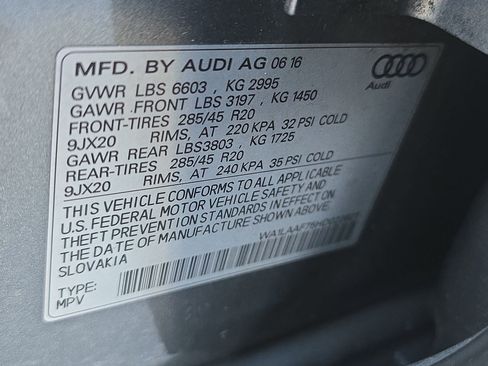 MFD. BY AUDI AG 06 16
GVWR LBS 6603 , KG 2995
GAWR FRONT LBS 3197 , KG 1450
FRONT-TIRES 285/45 R20
9JX20 RIMS, AT 220 KPA 32 PSI COLD
GAWR REAR LBS3803 , KG 1725
REAR-TIRES 285/45 R20
9JX20 RIMS, AT 240 KPA 35 PSI COLD
Audi
THIS VEHICLE CONFORMS TO ALL APPLICABLE
U.S. FEDERAL MOTOR VEHICLE SAFETY AND
THEFT PREVENTION STANDARDS IN EFFECT ON
THE DATE OF MANUFACTURE SHOWN ABOVE.
SLOVAKIA
TYPE:
MPV